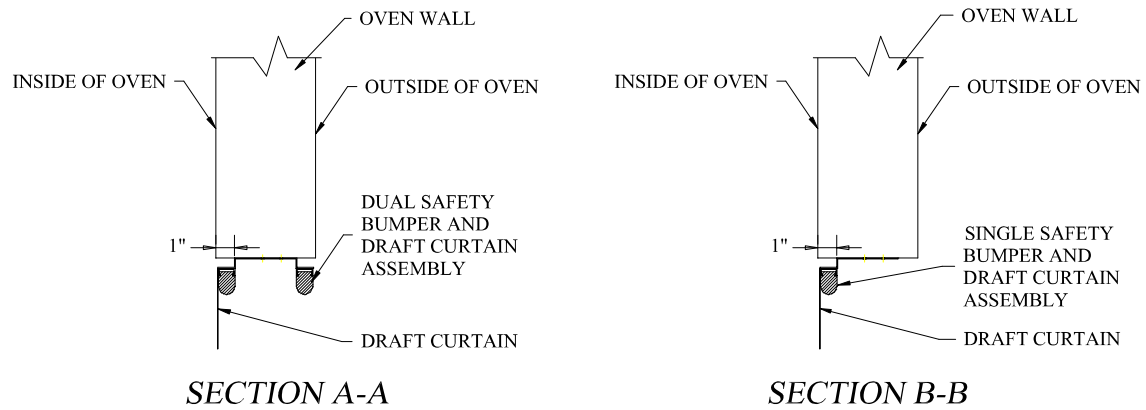 OVEN WALL
INSIDE OF OVEN
OUTSIDE OF OVEN
DUAL SAFETY
BUMPER AND
DRAFT CURTAIN
ASSEMBLY
1"
DRAFT CURTAIN
SECTION A-A
OVEN WALL
INSIDE OF OVEN
OUTSIDE OF OVEN
1"
SINGLE SAFETY
BUMPER AND
DRAFT CURTAIN
ASSEMBLY
DRAFT CURTAIN
SECTION B-B